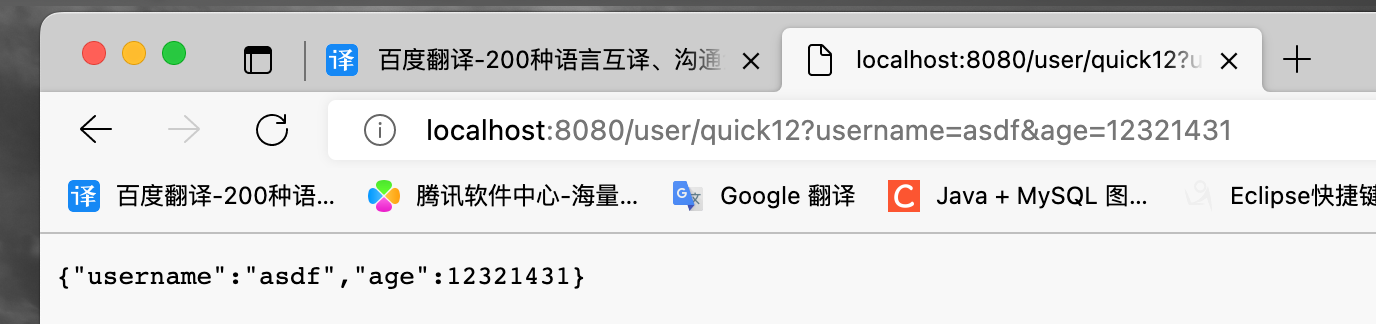 百度翻译-200种语言互译、沟通 localhost:8080/user/quick12?u
localhost:8080/user/quick12?username=asdf&age=12321431
百度翻译-200种语... 腾讯软件中心-海量... Google 翻译 Java + MySQL 图... Eclipse快捷键
{"username":"asdf","age":12321431}